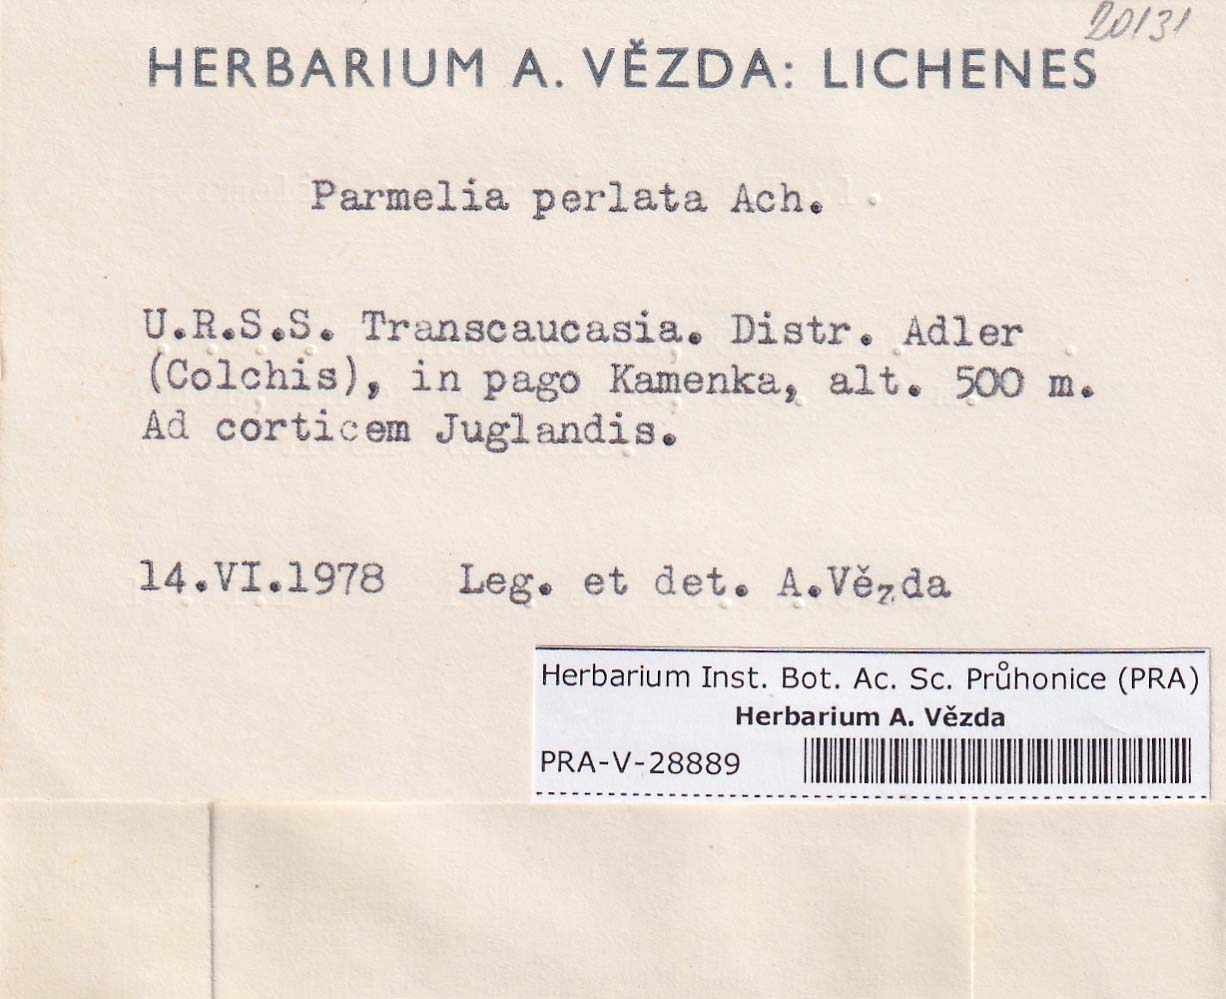 20131
HERBARIUM A. VĚZDA: LICHENES
Parmelia perlata Ach.
U.R.S.S. Transcaucasia. Distr. Adler
(Colchis), in pago Kamenka, alt. 500 m.
Ad corticem Juglandis.
14.VI.1978 Leg. et det. A.Vězda
Herbarium Inst. Bot. Ac. Sc. Průhonice (PRA)
Herbarium A. Vězda
PRA-V-28889